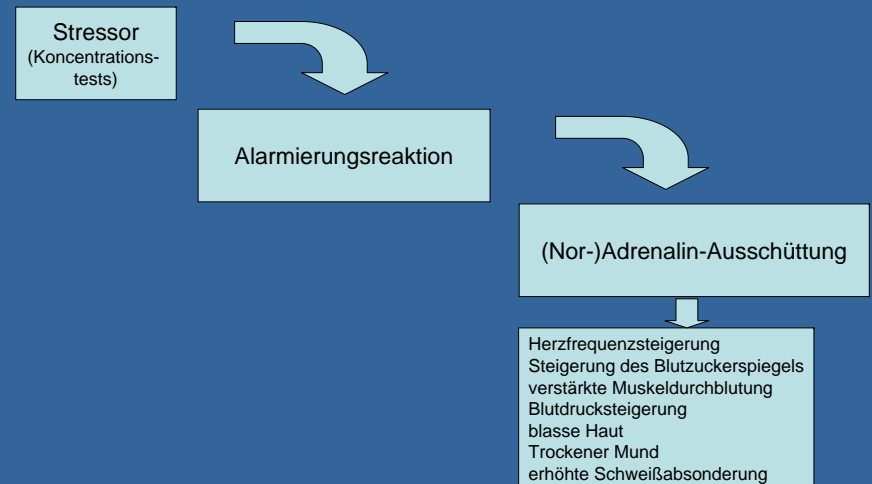 Stressor
(Koncentrations-
tests)
Alarmierungsreaktion
(Nor-)Adrenalin-Ausschüttung
Herzfrequenzsteigerung
Steigerung des Blutzuckerspiegels
verstärkte Muskeldurchblutung
Blutdrucksteigerung
blasse Haut
Trockener Mund
erhöhte Schweißabsonderung